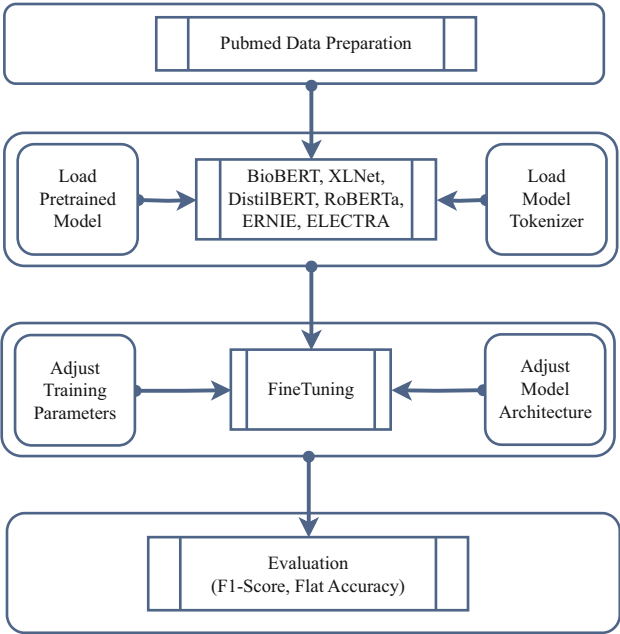 Pubmed Data Preparation
Load
Pretrained
Model
BioBERT, XLNet,
DistilBERT, RoBERTa,
ERNIE, ELECTRA
Load
Model
Tokenizer
Adjust
Training
Parameters
FineTuning
Adjust
Model
Architecture
Evaluation
(F1-Score, Flat Accuracy)